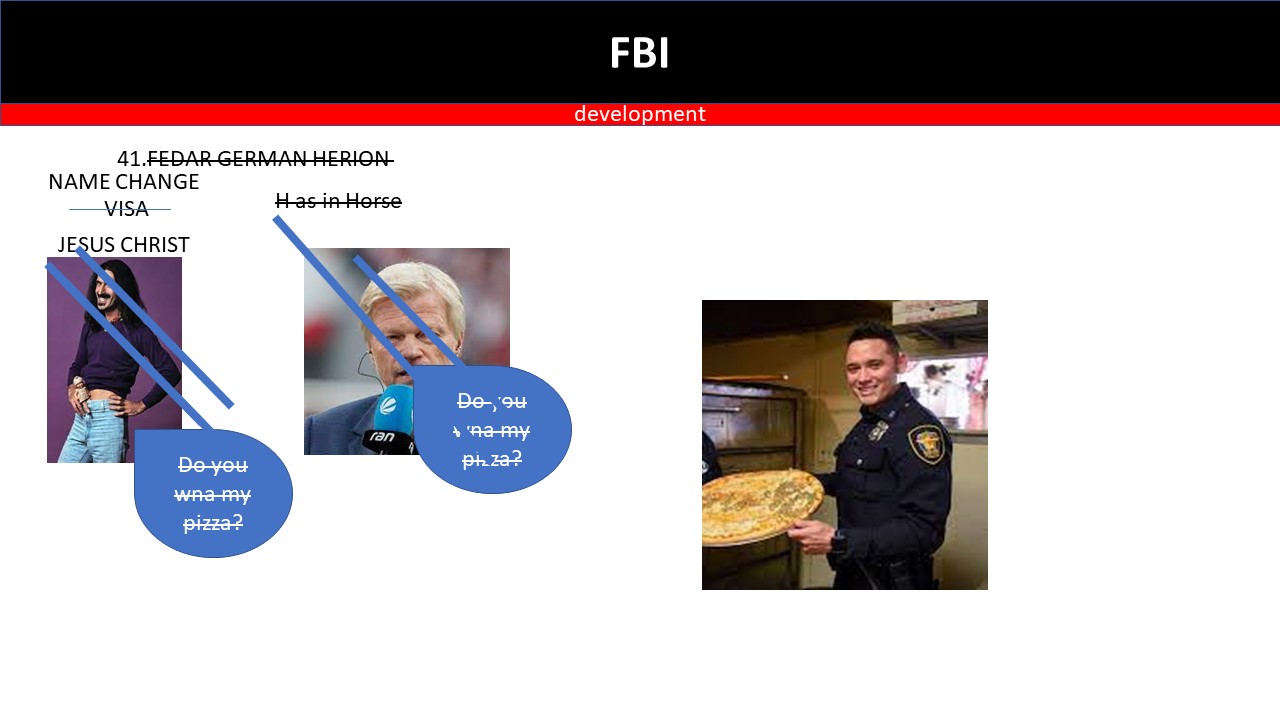 FBI
development
41.FEDAR GERMAN HERION
NAME CHANGE
VISA
H as in Horse
JESUS CHRIST
ran
Do you
wna my
pizza?
Do you
na my
pizza?